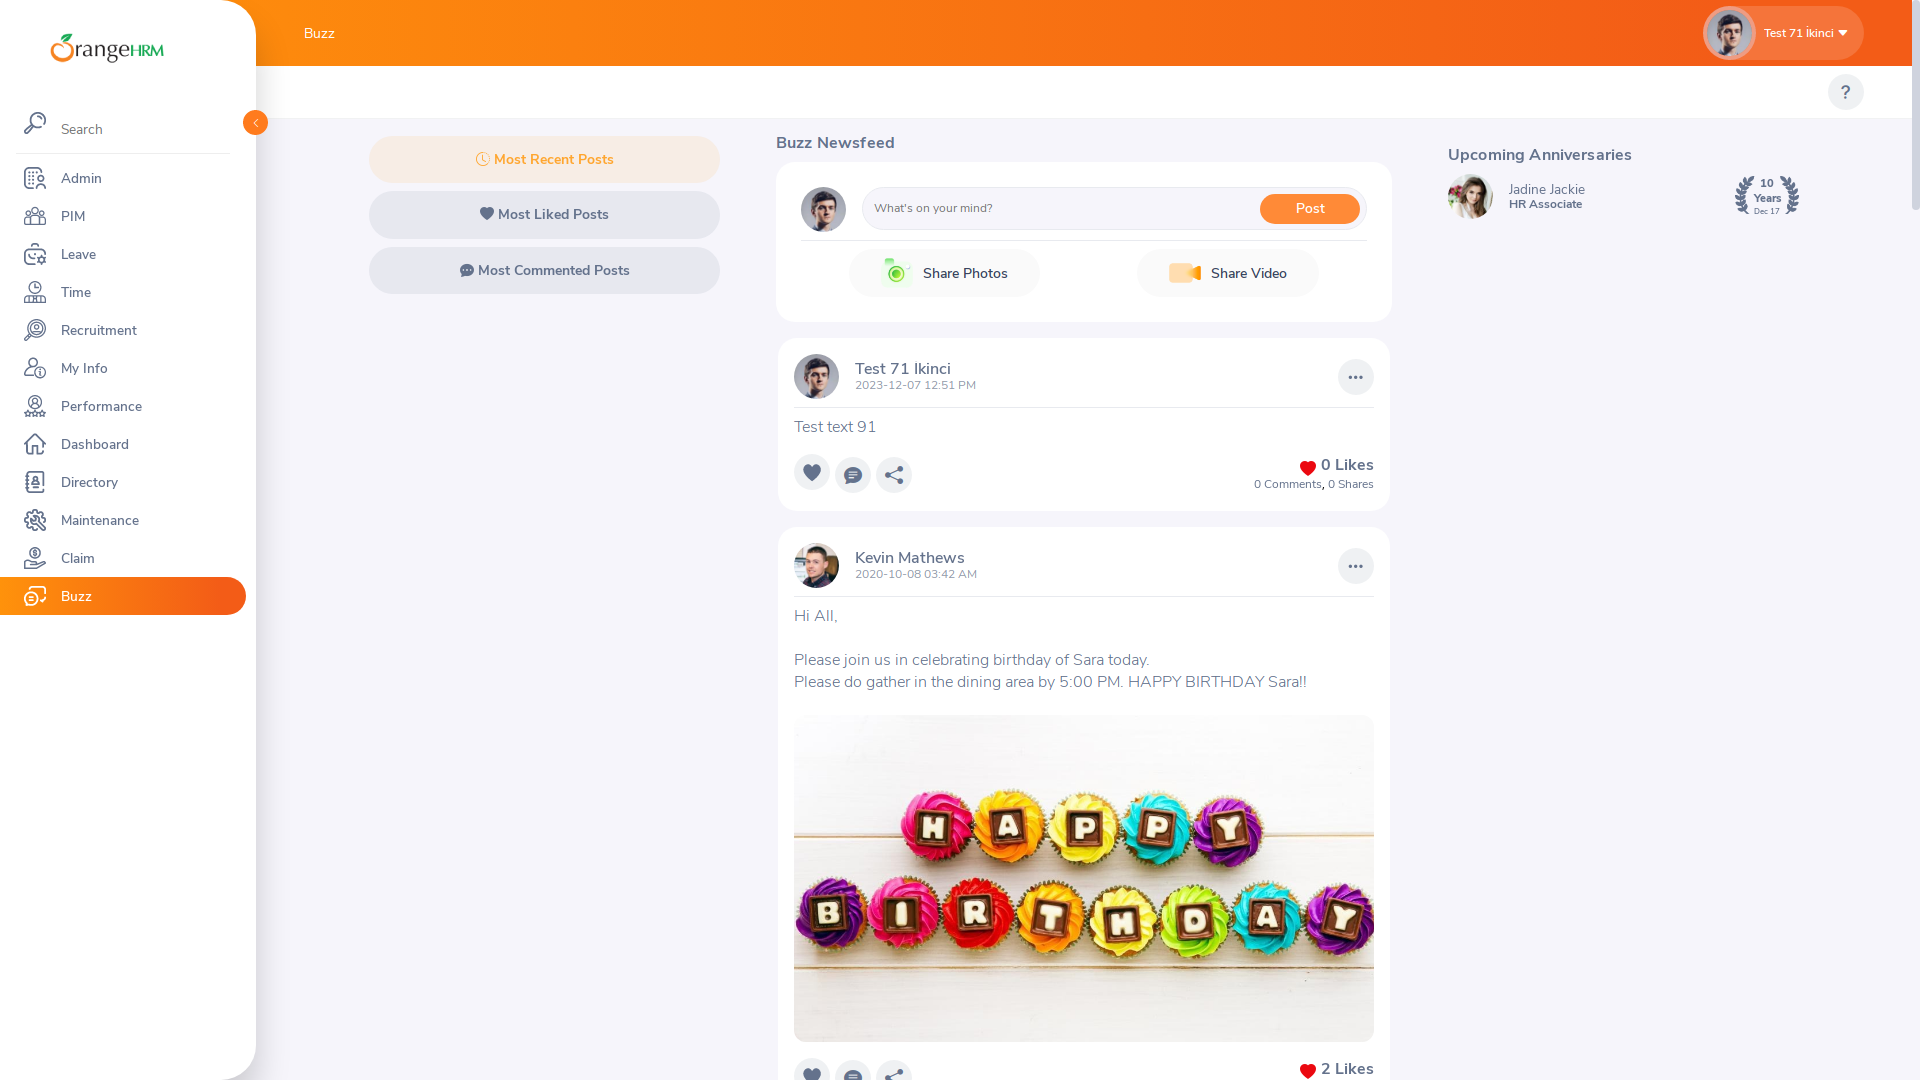 OrangeHRM
Search
Admin
PIM
Leave
Time
Recruitment
My Info
Performance
Dashboard
Directory
Maintenance
Claim
Buzz
Buzz
Test 71 İkinci
?
Most Recent Posts
Most Liked Posts
Most Commented Posts
Buzz Newsfeed
What's on your mind?
Post
Share Photos
Share Video
Test 71 Ikinci
2023-12-07 12:51 PM
Test text 91
0 Likes
0 Comments, 0 Shares
Kevin Mathews
2020-10-08 03:42 AM
Hi All,
Please join us in celebrating birthday of Sara today.
Please do gather in the dining area by 5:00 PM. HAPPY BIRTHDAY Sara!!
HAPPY
BIRTHDAY
2 Likes
Upcoming Anniversaries
Jadine Jackie
HR Associate
10
Years
Dec 17